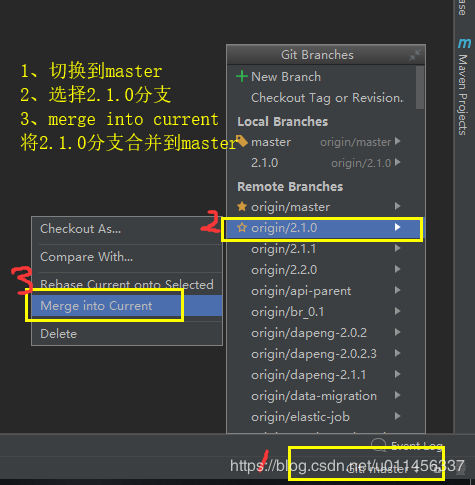 1、切换到master
2、选择2.1.0分支
3、merge into current
将2.1.0分支合并到master
Git Branches
New Branch
Checkout Tag or Revision.
Local Branches
master origin/master
2.1.0 origin/2.1.0
Remote Branches
origin/master
origin/2.1.0
origin/2.1.1
origin/2.2.0
origin/api-parent
origin/br_0.1
origin/dapeng-2.0.2
origin/dapeng-2.0.2.3
origin/dapeng-2.1.1
origin/data-migration
origin/elastic-job
2
Checkout As...
Compare With...
3
Rebase Current onto Selected
Merge into Current
Delete
Maven Projects
Event Log
1
Git: master
https://blog.csdn.net/u011456337